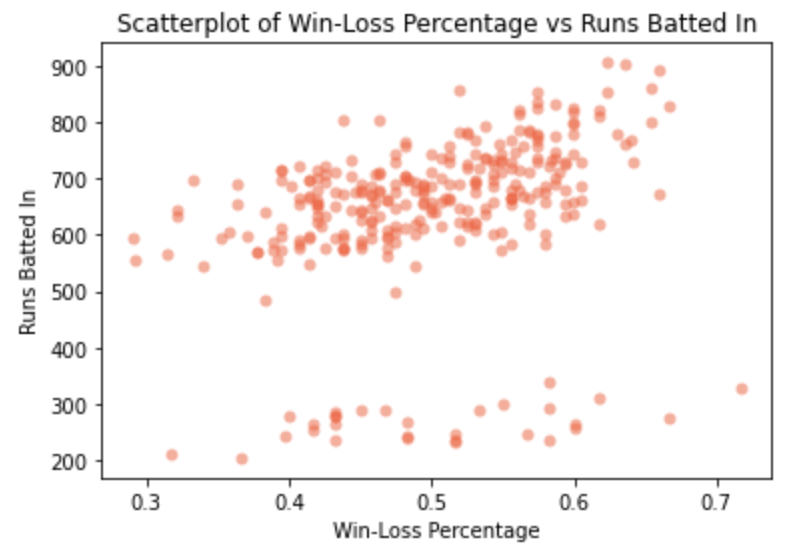 Scatterplot of Win-Loss Percentage vs Runs Batted In
900
800
700
600
500
400
300
200
Runs Batted In
0.3 0.4 0.5 0.6 0.7
Win-Loss Percentage